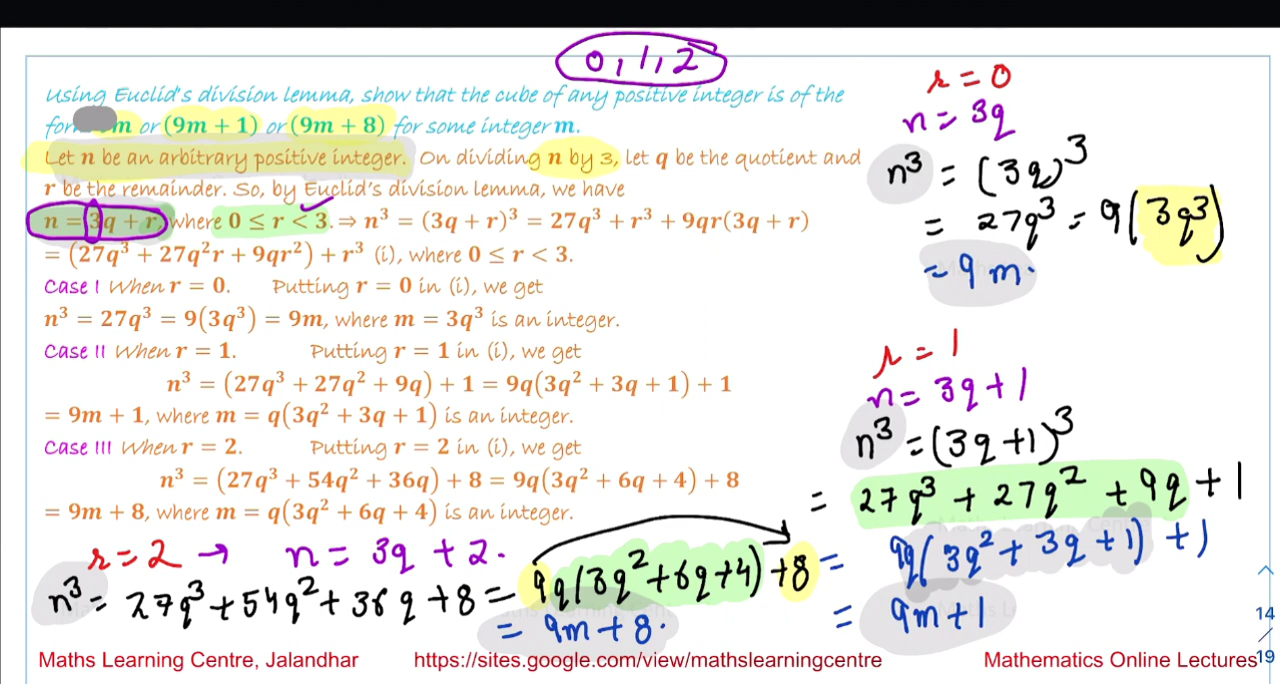 0, 1, 2
Using Euclid's division lemma, show that the cube of any positive integer is of the
m or (9m + 1) or (9m + 8) for some integer m.
Let n be an arbitrary positive integer. On dividing n by 3, let q be the quotient and
r be the remainder. So, by Euclid's division lemma, we have
n = 3q + r, where 0 ≤ r < 3. ⇒ n³ = (3q + r)³ = 27q³ + r³ + 9qr(3q + r)
= (27q³ + 27q²r + 9qr²) + r³ (i), where 0 ≤ r < 3.
Case I When r = 0. Putting r = 0 in (i), we get
n³ = 27q³ = 9(3q³) = 9m, where m = 3q³ is an integer.
Case II When r = 1. Putting r = 1 in (i), we get
n³ = (27q³ + 27q² + 9q) + 1 = 9q(3q² + 3q + 1) + 1
= 9m + 1, where m = q(3q² + 3q + 1) is an integer.
Case III When r = 2. Putting r = 2 in (i), we get
n³ = (27q³ + 54q² + 36q) + 8 = 9q(3q² + 6q + 4) + 8
= 9m + 8, where m = q(3q² + 6q + 4) is an integer.
r = 2 → n = 3q + 2.
n³ = 27q³ + 54q² + 36q + 8 = 9q(3q² + 6q + 4) + 8
= 9m + 8.
r = 0
n = 3q
n³ = (3q)³
= 27q³ = 9(3q³)
= 9m.
r = 1
n = 3q + 1
n³ = (3q + 1)³
= 27q³ + 27q² + 9q + 1
= 9q(3q² + 3q + 1) + 1
= 9m + 1
14
19
Maths Learning Centre, Jalandhar https://sites.google.com/view/mathslearningcentre Mathematics Online Lectures